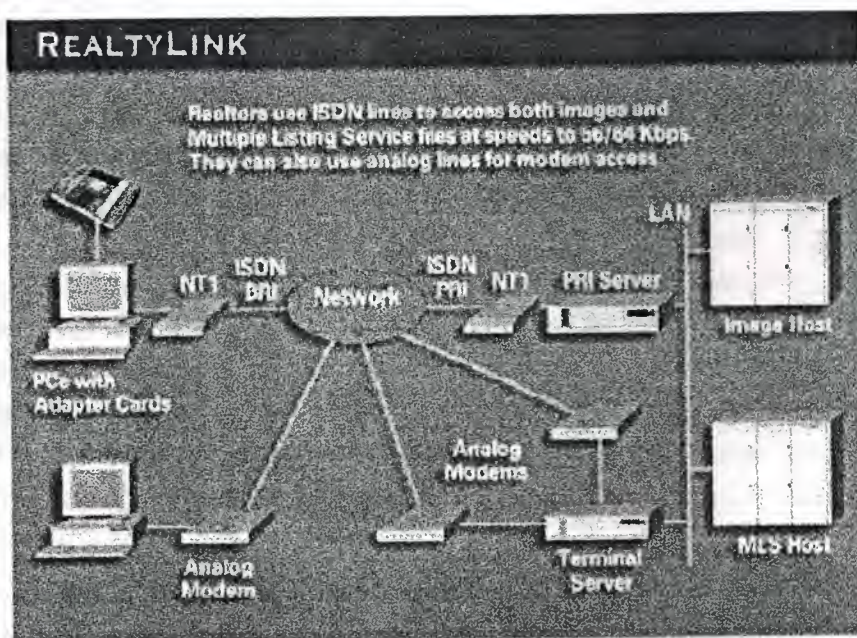 REALTYLINK
Realtors use ISDN lines to access both images and
Multiple Listing Service files at speeds to 56/64 Kbps.
They can also use analog lines for modem access
LAN
NT1
ISDN
BRI
Network
ISDN
PRI
NT1
PRI Server
Image Host
PCs with
Adapter Cards
Analog
Modems
Analog
Modem
Terminal
Server
MLS Host